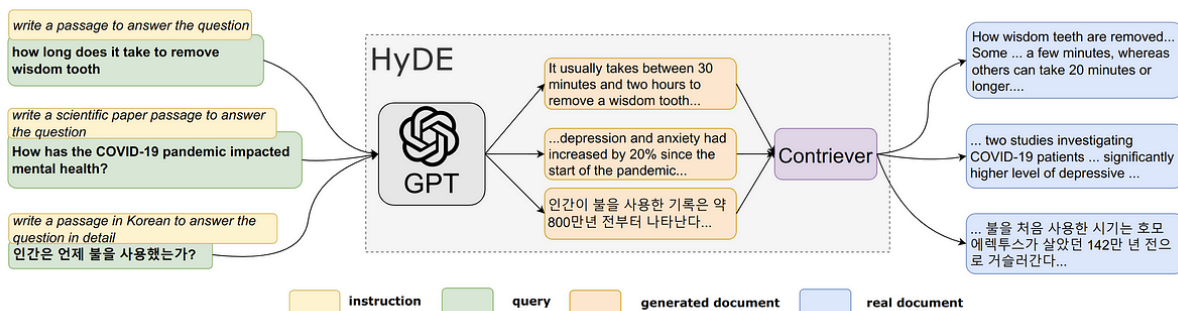 write a passage to answer the question
how long does it take to remove
wisdom tooth
write a scientific paper passage to answer
the question
How has the COVID-19 pandemic impacted
mental health?
write a passage in Korean to answer the
question in detail
인간은 언제 불을 사용했는가?
HyDE
GPT
It usually takes between 30
minutes and two hours to
remove a wisdom tooth...
...depression and anxiety had
increased by 20% since the
start of the pandemic...
인간이 불을 사용한 기록은 약
800만년 전부터 나타난다...
Contriever
How wisdom teeth are removed...
Some ... a few minutes, whereas
others can take 20 minutes or
longer....
... two studies investigating
COVID-19 patients ... significantly
higher level of depressive ...
... 불을 처음 사용한 시기는 호모
에렉투스가 살았던 142만 년 전으
로 거슬러간다...
instruction
query
generated document
real document